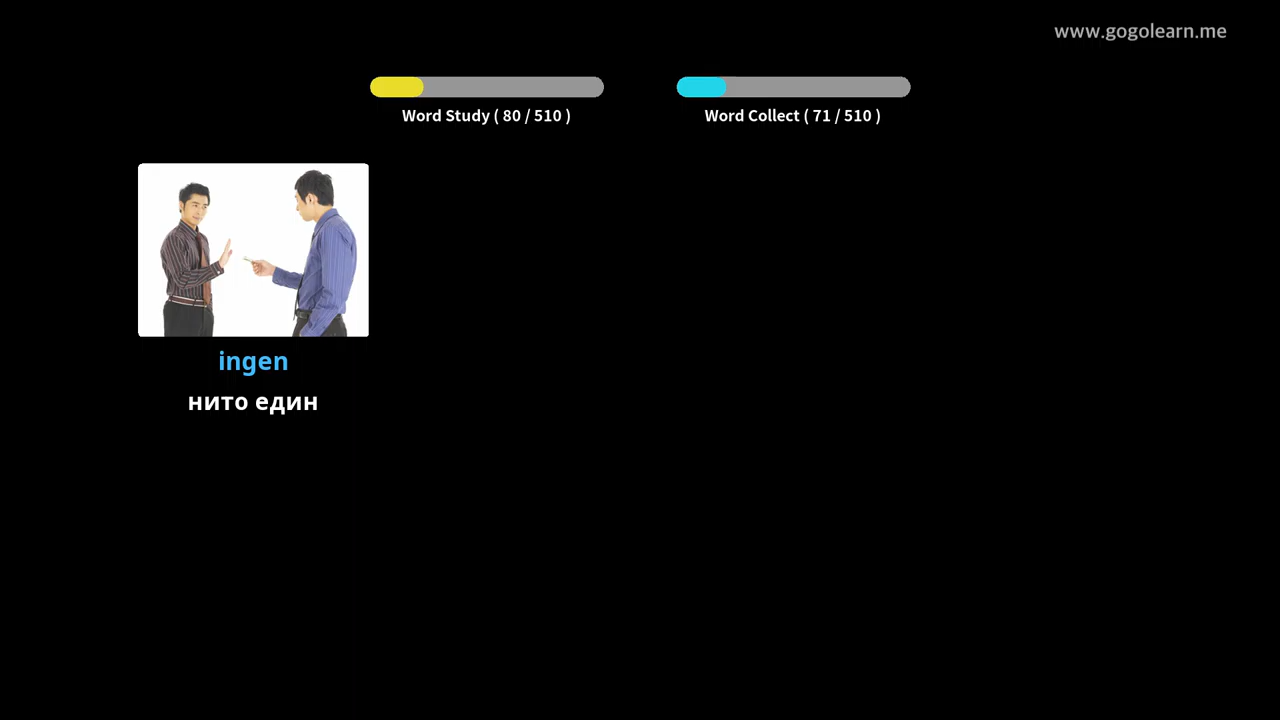 www.gogolearn.me
Word Study ( 80 / 510 )
Word Collect ( 71 / 510 )
ingen
нито един